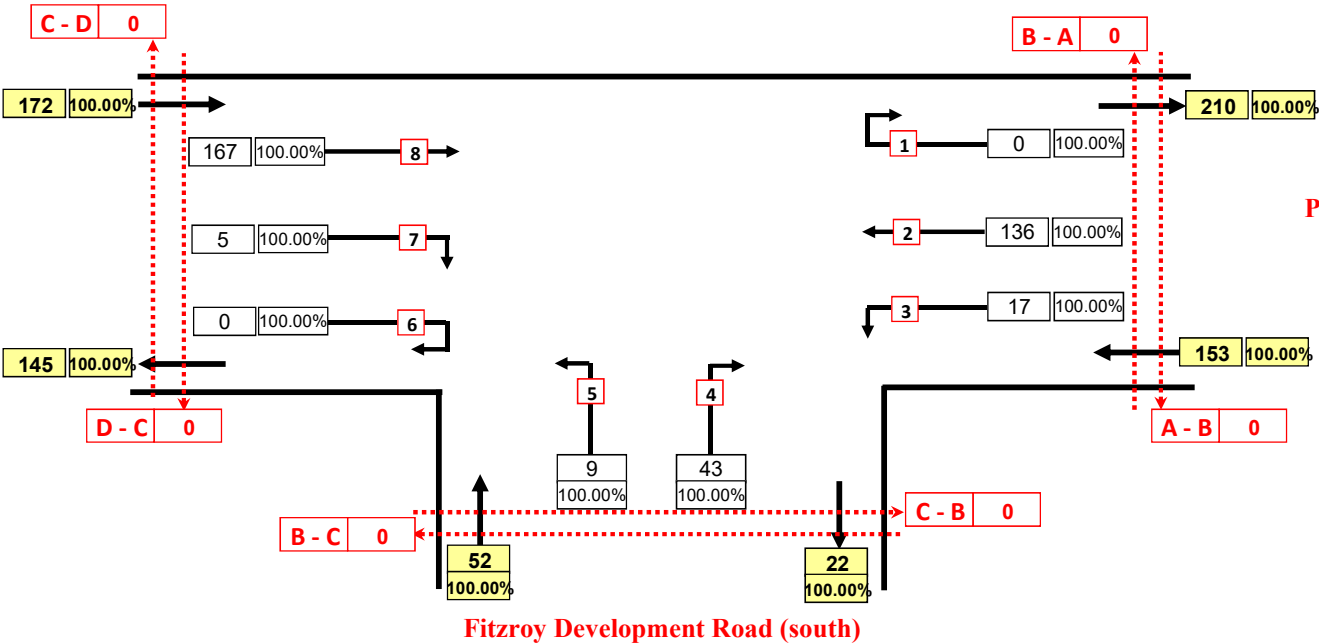 C - D 0
B - A 0
172 100.00%
210 100.00%
167 100.00% 8
1 0 100.00%
P
5 100.00% 7
2 136 100.00%
0 100.00% 6
3 17 100.00%
145 100.00%
153 100.00%
5
4
D - C 0
A - B 0
9
100.00%
43
100.00%
C - B 0
B - C 0
52
100.00%
22
100.00%
Fitzroy Development Road (south)